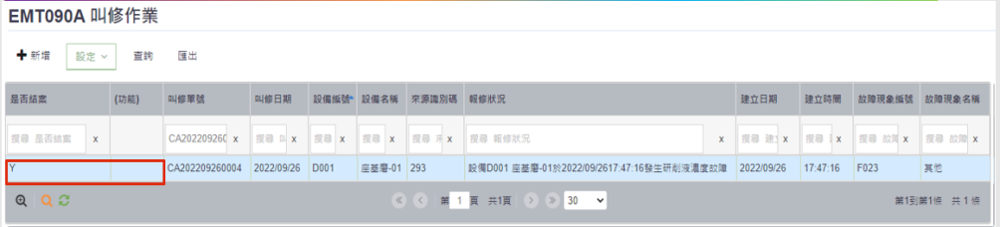 EMT090A 叫修作業
新增 設定 查詢 匯出
是否結案 (功能) 叫修單號 叫修日期 設備編號 設備名稱 來源識別碼 報修狀況 建立日期 建立時間 故障現象編號 故障現象名稱
搜尋 是否結案 x CA202209260 x 搜尋 x 搜尋 x 搜尋 x 搜尋 x 搜尋 報修狀況 x 搜尋 建 x 搜尋 x 搜尋 故障 x 搜尋 故障 x
Y CA202209260004 2022/09/26 D001 座基磨-01 293 設備D001 座基磨-01於2022/09/2617:47:16發生研削液濃度故障 2022/09/26 17:47:16 F023 其他
第 1 頁 共1頁 30 第1到第1條 共 1 條